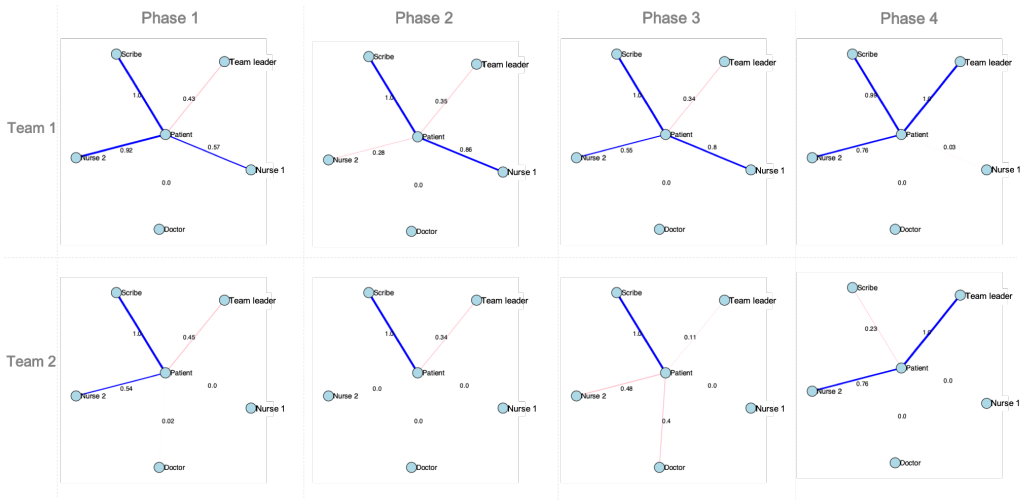 Phase 1
Phase 2
Phase 3
Phase 4
Team 1
Scribe
Team leader
1.0
0.43
Patient
0.92
0.57
Nurse 2
Nurse 1
0.0
Doctor
Scribe
Team leader
1.0
0.35
Patient
0.28
0.86
Nurse 2
Nurse 1
0.0
Doctor
Scribe
Team leader
1.0
0.34
Patient
0.55
0.8
Nurse 2
Nurse 1
0.0
Doctor
Scribe
Team leader
0.99
1.0
Patient
0.76
0.03
Nurse 2
Nurse 1
0.0
Doctor
Team 2
Scribe
Team leader
1.0
0.45
Patient
0.54
0.0
Nurse 2
Nurse 1
0.02
Doctor
Scribe
Team leader
1.0
0.34
Patient
0.0
0.0
Nurse 2
Nurse 1
0.0
Doctor
Scribe
Team leader
1.0
0.11
Patient
0.48
0.0
Nurse 2
Nurse 1
0.4
Doctor
Scribe
Team leader
0.23
1.0
Patient
0.76
0.0
Nurse 2
Nurse 1
0.0
Doctor